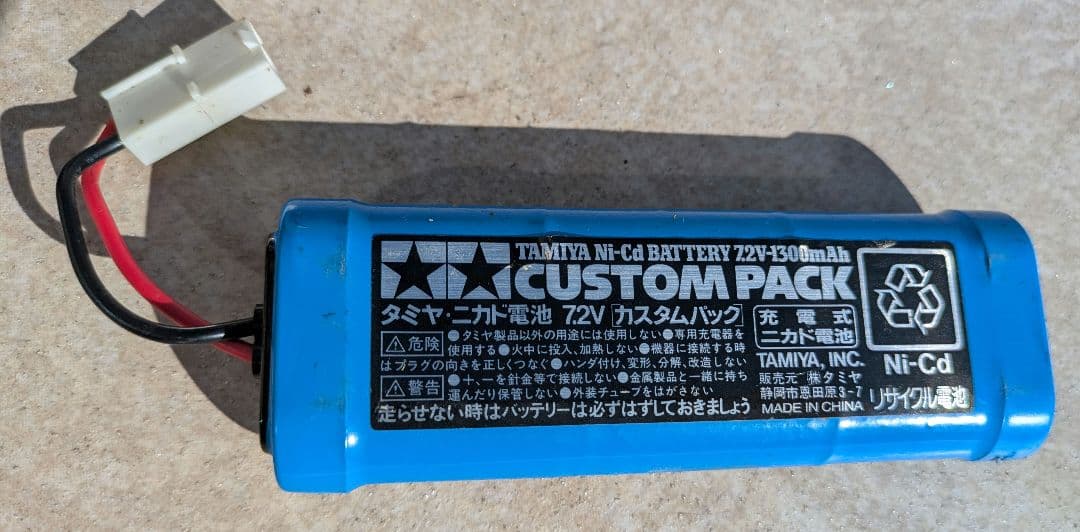 TAMIYA Ni-Cd BATTERY 7.2V-1300mAh
CUSTOM PACK
タミヤ・ニカド電池 7.2V カスタムパック
充電式
ニカド電池
危険
●タミヤ製品以外の用途には使用しない●専用充電器を
使用する●火中に投入、加熱しない●機器に接続する時
はプラグの向きを正しくつなぐ●ハンダ付け、変形、分解、改造しない
警告
●＋、－を針金等で接続しない●金属製品と一緒に持ち
運んだり保管しない●外装チューブをはがさない
走らせない時はバッテリーは必ずはずしておきましょう
TAMIYA, INC.
販売元 ㈱タミヤ
静岡市恩田原3-7
MADE IN CHINA
Ni-Cd
リサイクル電池